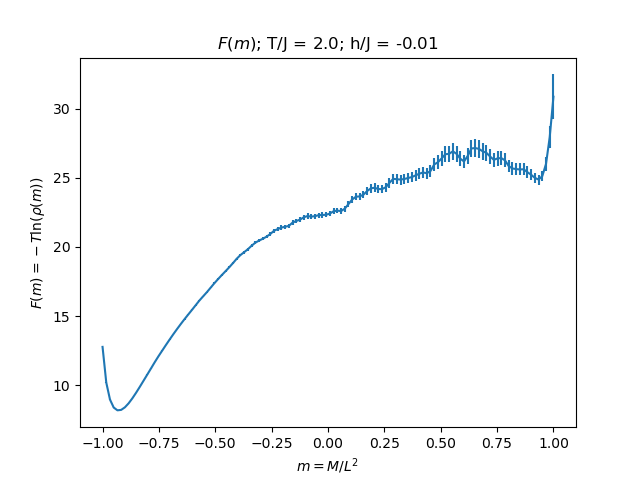 F(m); T/J = 2.0; h/J = -0.01
F(m) = −T ln(ρ(m))
30
25
20
15
10
−1.00 −0.75 −0.50 −0.25 0.00 0.25 0.50 0.75 1.00
m = M/L²